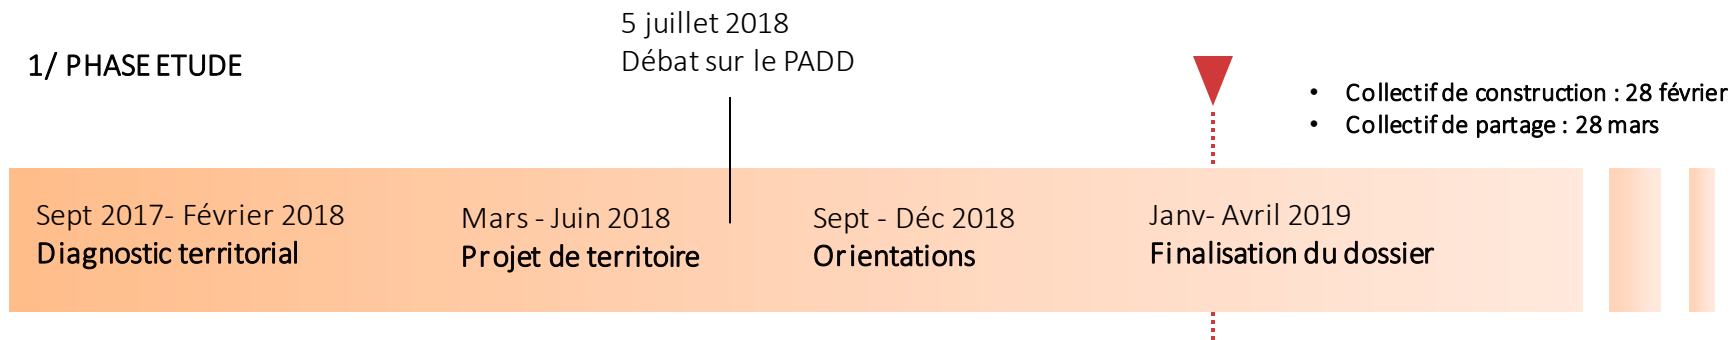 5 juillet 2018
Débat sur le PADD
1/ PHASE ETUDE
• Collectif de construction : 28 février
• Collectif de partage : 28 mars
Sept 2017- Février 2018
Diagnostic territorial
Mars - Juin 2018
Projet de territoire
Sept - Déc 2018
Orientations
Janv- Avril 2019
Finalisation du dossier